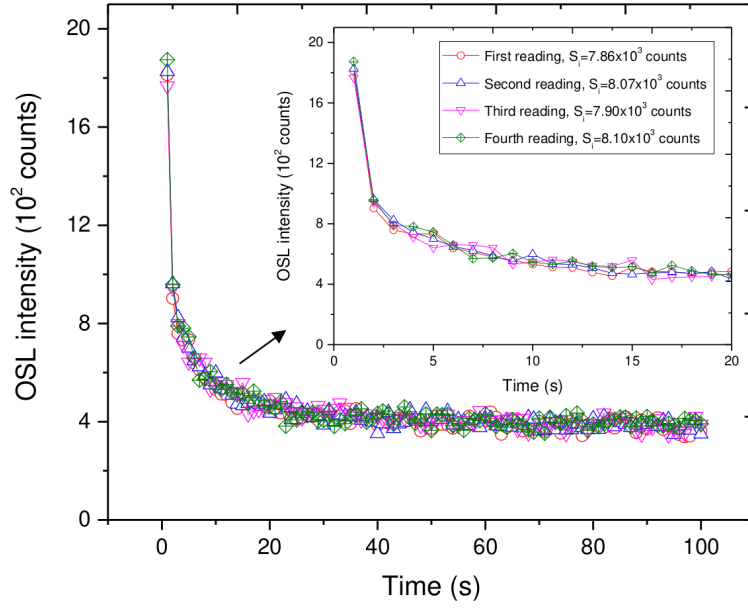 OSL intensity (10² counts)
20
16
12
8
4
0
0
20
40
60
80
100
Time (s)
OSL intensity (10² counts)
20
16
12
8
4
0
0
5
10
15
20
Time (s)
First reading, Sᵢ=7.86x10³ counts
Second reading, Sᵢ=8.07x10³ counts
Third reading, Sᵢ=7.90x10³ counts
Fourth reading, Sᵢ=8.10x10³ counts